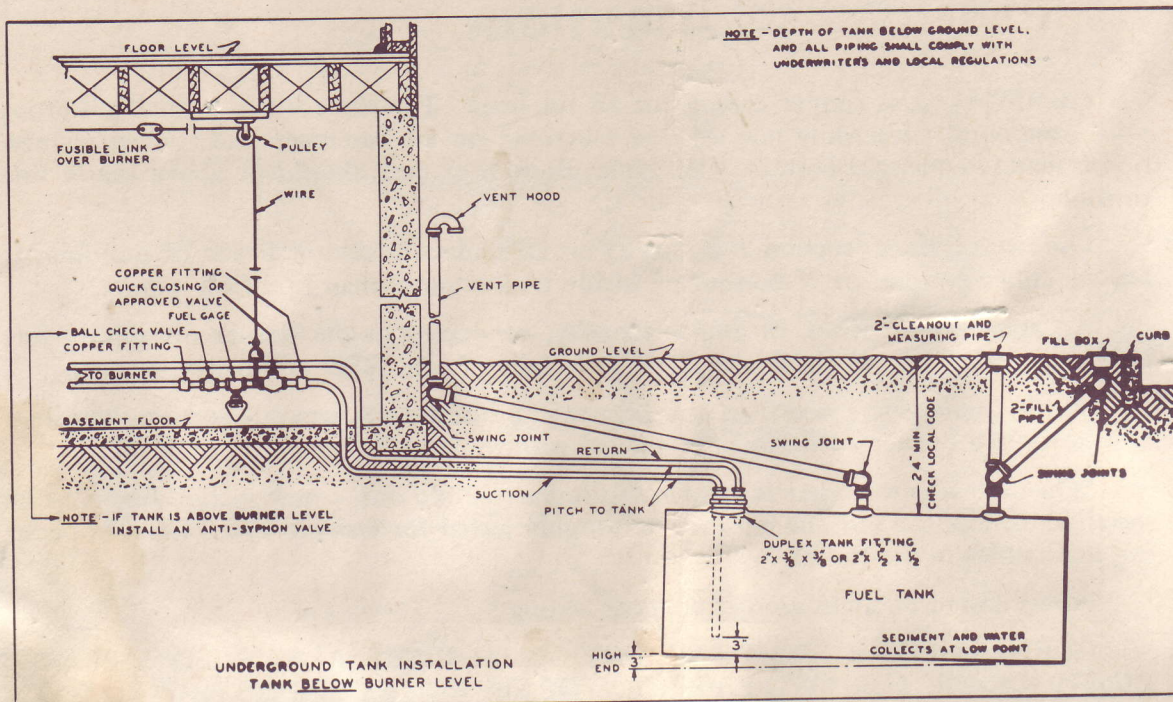 NOTE - DEPTH OF TANK BELOW GROUND LEVEL,
AND ALL PIPING SHALL COMPLY WITH
UNDERWRITER'S AND LOCAL REGULATIONS
FLOOR LEVEL
FUSIBLE LINK
OVER BURNER
PULLEY
WIRE
VENT HOOD
COPPER FITTING
QUICK CLOSING OR
APPROVED VALVE
FUEL GAGE
BALL CHECK VALVE
COPPER FITTING
TO BURNER
VENT PIPE
GROUND LEVEL
2"-CLEANOUT AND
MEASURING PIPE
FILL BOX
CURB
BASEMENT FLOOR
SWING JOINT
RETURN
SUCTION
PITCH TO TANK
SWING JOINT
24" MIN
CHECK LOCAL CODE
2"-FILL
PIPE
SWING JOINTS
NOTE - IF TANK IS ABOVE BURNER LEVEL
INSTALL AN "ANTI-SYPHON VALVE"
DUPLEX TANK FITTING
2" x 3/8" x 3/8" OR 2" x 1/2" x 1/2"
FUEL TANK
SEDIMENT AND WATER
COLLECTS AT LOW POINT
3"
HIGH
END
3"
UNDERGROUND TANK INSTALLATION
TANK BELOW BURNER LEVEL